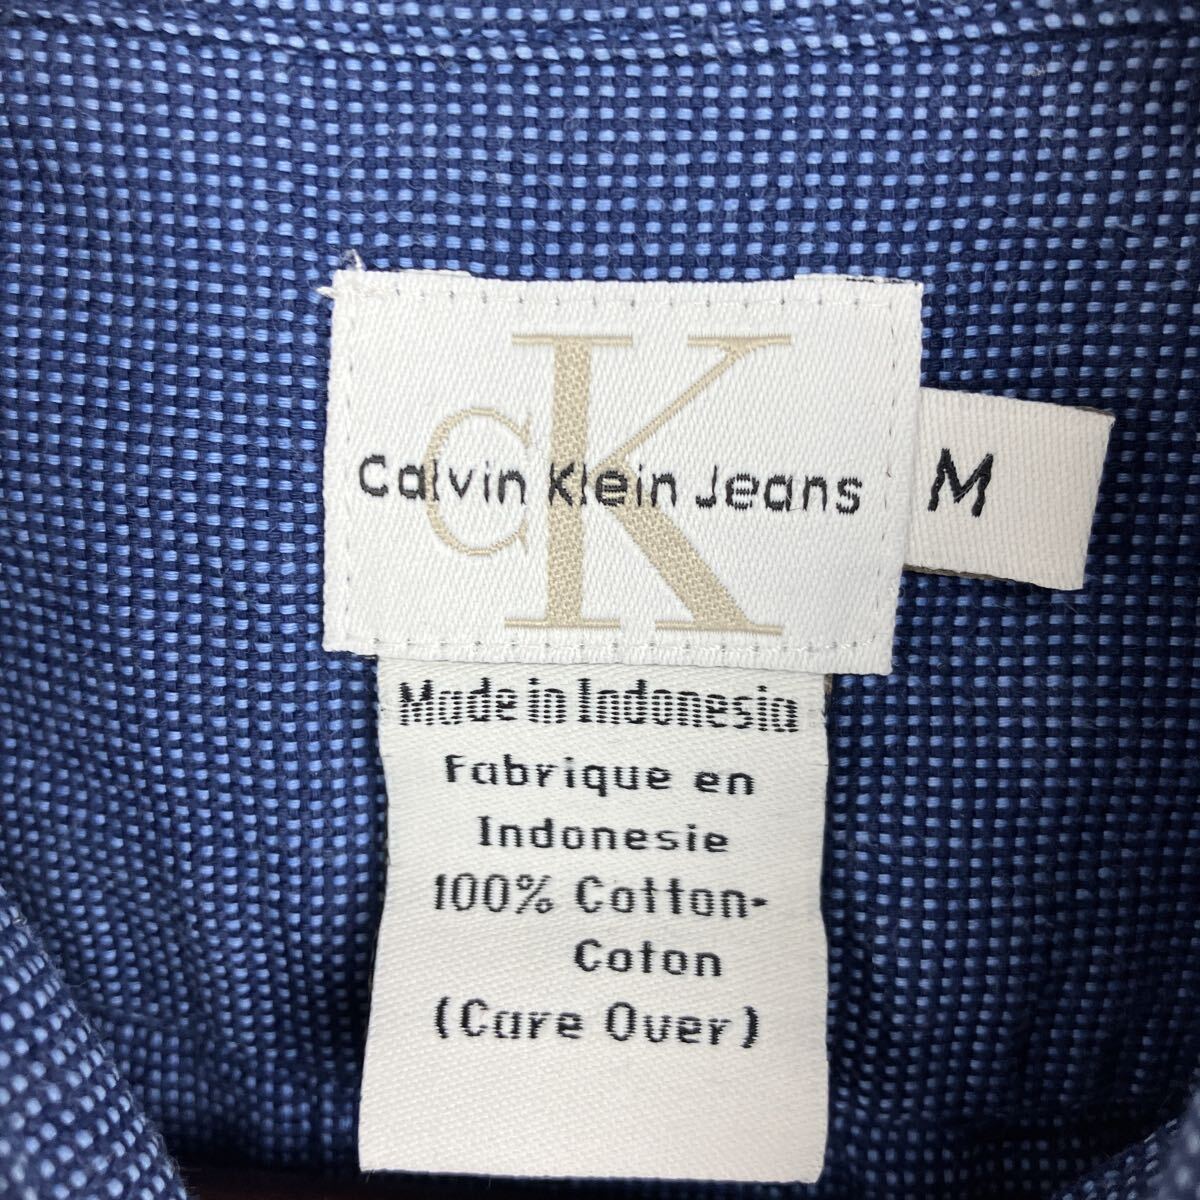 cK
Calvin Klein Jeans
M
Made in Indonesia
Fabrique en
Indonesie
100% Cotton-
Coton
(Care Over)